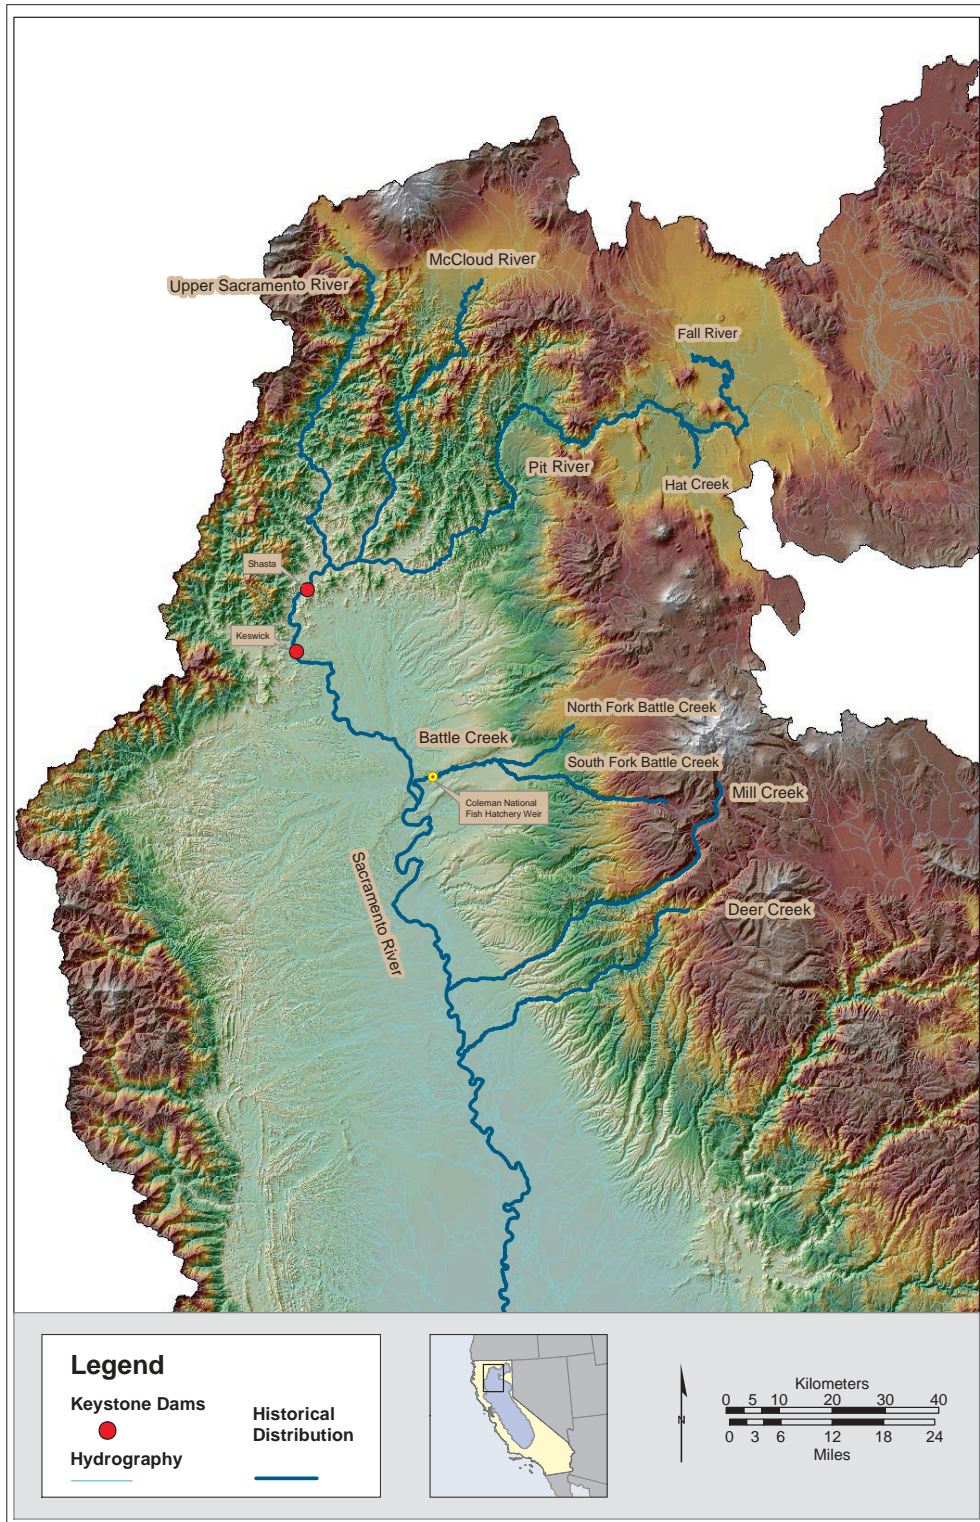 McCloud River
Upper Sacramento River
Fall River
Pit River
Hat Creek
Shasta
Keswick
North Fork Battle Creek
Battle Creek
South Fork Battle Creek
Mill Creek
Coleman National
Fish Hatchery Weir
Sacramento River
Deer Creek
Legend
Keystone Dams
Historical
Distribution
Hydrography
N
Kilometers
0 5 10 20 30 40
0 3 6 12 18 24
Miles